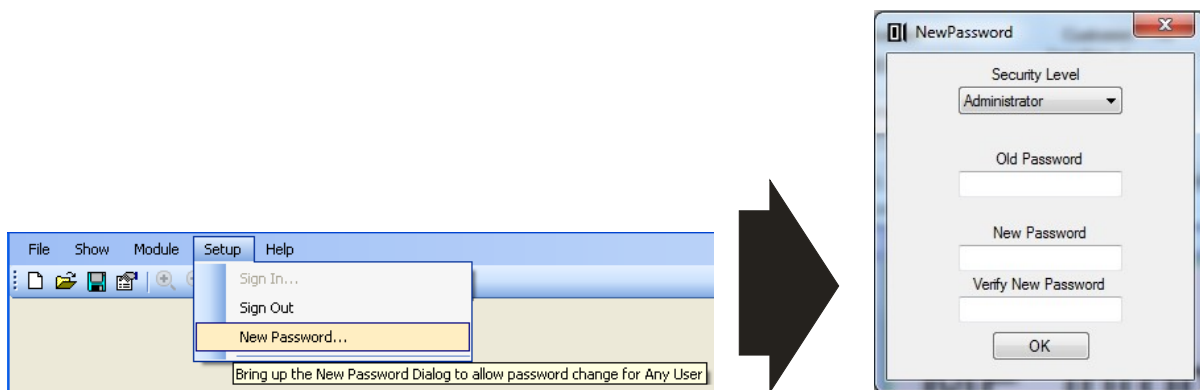 File Show Module Setup Help
Sign In...
Sign Out
New Password...
Bring up the New Password Dialog to allow password change for Any User
NewPassword
Security Level
Administrator
Old Password
New Password
Verify New Password
OK